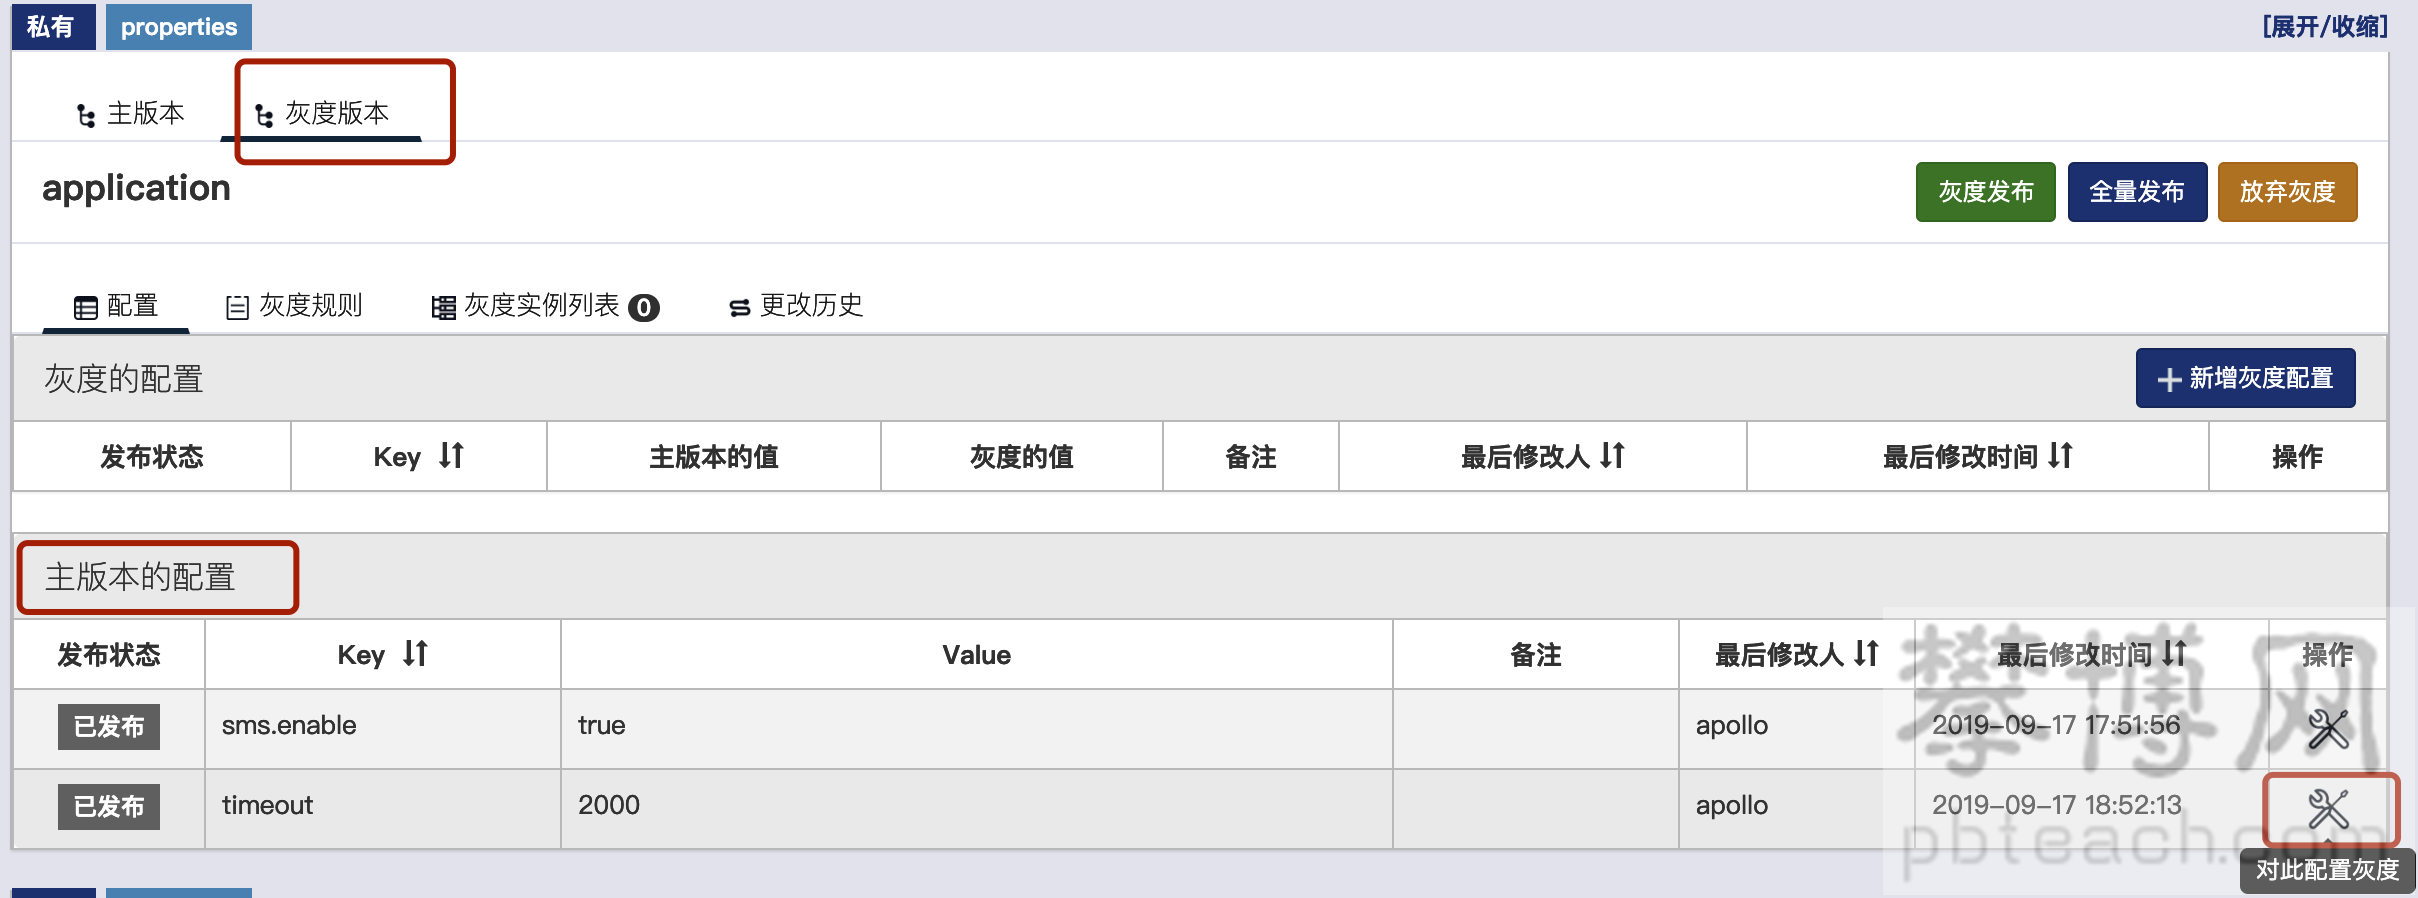 私有 properties [展开/收缩]
主版本 灰度版本
application 灰度发布 全量发布 放弃灰度
配置 灰度规则 灰度实例列表 0 更改历史
灰度的配置 新增灰度配置
发布状态 Key 主版本的值 灰度的值 备注 最后修改人 最后修改时间 操作
主版本的配置
发布状态 Key Value 备注 最后修改人 最后修改时间 操作
已发布 sms.enable true apollo 2019-09-17 17:51:56
已发布 timeout 2000 apollo 2019-09-17 18:52:13
攀博网
pbteach.com
对此配置灰度